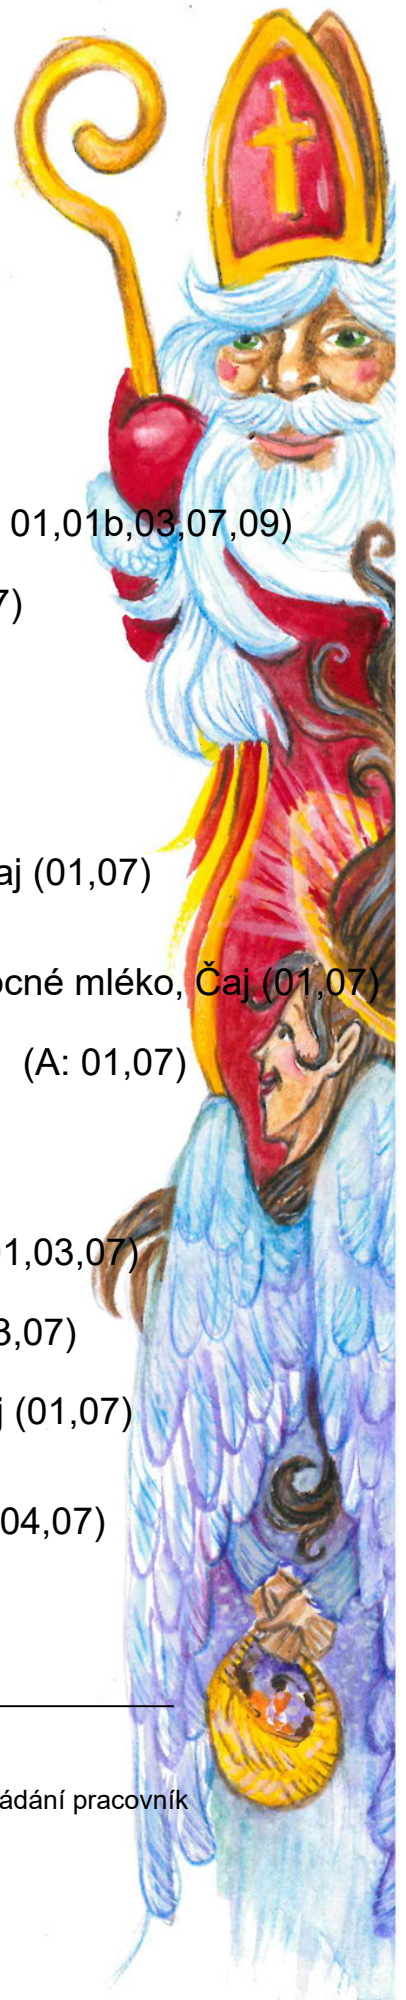 01,01b,03,07,09)
7)
aj (01,07)
ocné mléko, Čaj (01,07)
(A: 01,07)
01,03,07)
3,07)
j (01,07)
04,07)
ádání pracovník